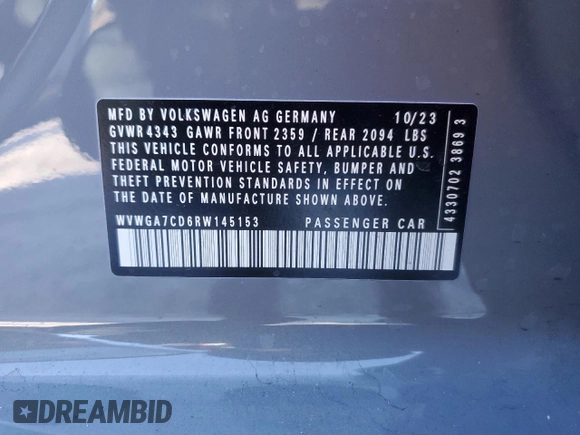 MFD BY VOLKSWAGEN AG GERMANY 10/23
GVWR 4343 GAWR FRONT 2359 / REAR 2094 LBS
THIS VEHICLE CONFORMS TO ALL APPLICABLE U.S.
FEDERAL MOTOR VEHICLE SAFETY, BUMPER AND
THEFT PREVENTION STANDARDS IN EFFECT ON
THE DATE OF MANUFACTURE SHOWN ABOVE.
WVWGA7CD6RW145153 PASSENGER CAR
4330702 3869 3
DREAMBID